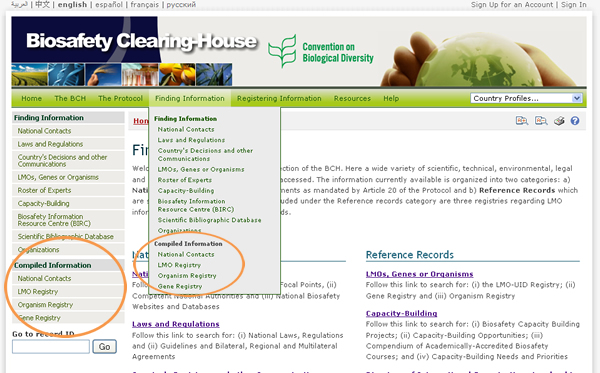 العربية | 中文 | english | español | français | русский
Sign Up for an Account | Sign In
Biosafety Clearing-House
Convention on
Biological Diversity
Home The BCH The Protocol Finding Information Registering Information Resources Help
Country Profiles...
Finding Information
National Contacts
Laws and Regulations
Country's Decisions and other
Communications
LMOs, Genes or Organisms
Roster of Experts
Capacity-Building
Biosafety Information
Resource Centre (BIRC)
Scientific Bibliographic Database
Organizations
Compiled Information
National Contacts
LMO Registry
Organism Registry
Gene Registry
Go to record ID
Go
Finding Information
National Contacts
Laws and Regulations
Country's Decisions and other
Communications
LMOs, Genes or Organisms
Roster of Experts
Capacity-Building
Biosafety Information
Resource Centre (BIRC)
Scientific Bibliographic Database
Organizations
Compiled Information
National Contacts
LMO Registry
Organism Registry
Gene Registry
Hom
Fin
Welc ection of the BCH. Here a wide variety of scientific, technical, environmental, legal
and ccessed. The information currently available is organized into two categories: a)
Nati ments as mandated by Article 20 of the Protocol and b) Reference Records which
are s uded under the Reference records category are three registries regarding LMO
infor
Na
Nati
Follo Focal Points, (ii)
Competent National Authorities and (iii) National Biosafety
Websites and Databases
Laws and Regulations
Follow this link to search for: (i) National Laws, Regulations
and (ii) Guidelines and Bilateral, Regional and Multilateral
Agreements
Reference Records
LMOs, Genes or Organisms
Follow this link to search for: (i) the LMO-UID Registry; (ii)
Gene Registry and (iii) Organism Registry
Capacity-Building
Follow this link to search for: (i) Biosafety Capacity Building
Projects; (ii) Capacity-Building Opportunities; (iii)
Compendium of Academically-Accredited Biosafety
Courses; and (iv) Capacity-Building Needs and Priorities